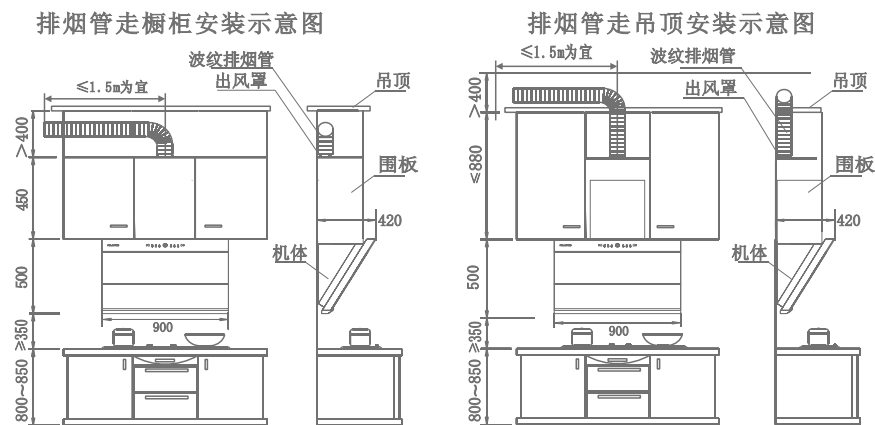 排烟管走橱柜安装示意图
≤1.5m为宜
波纹排烟管
出风罩
吊顶
>400
450
围板
420
500
机体
900
≥350
800~850
排烟管走吊顶安装示意图
≤1.5m为宜
波纹排烟管
出风罩
吊顶
>400
≤880
围板
420
500
机体
900
≥350
800~850